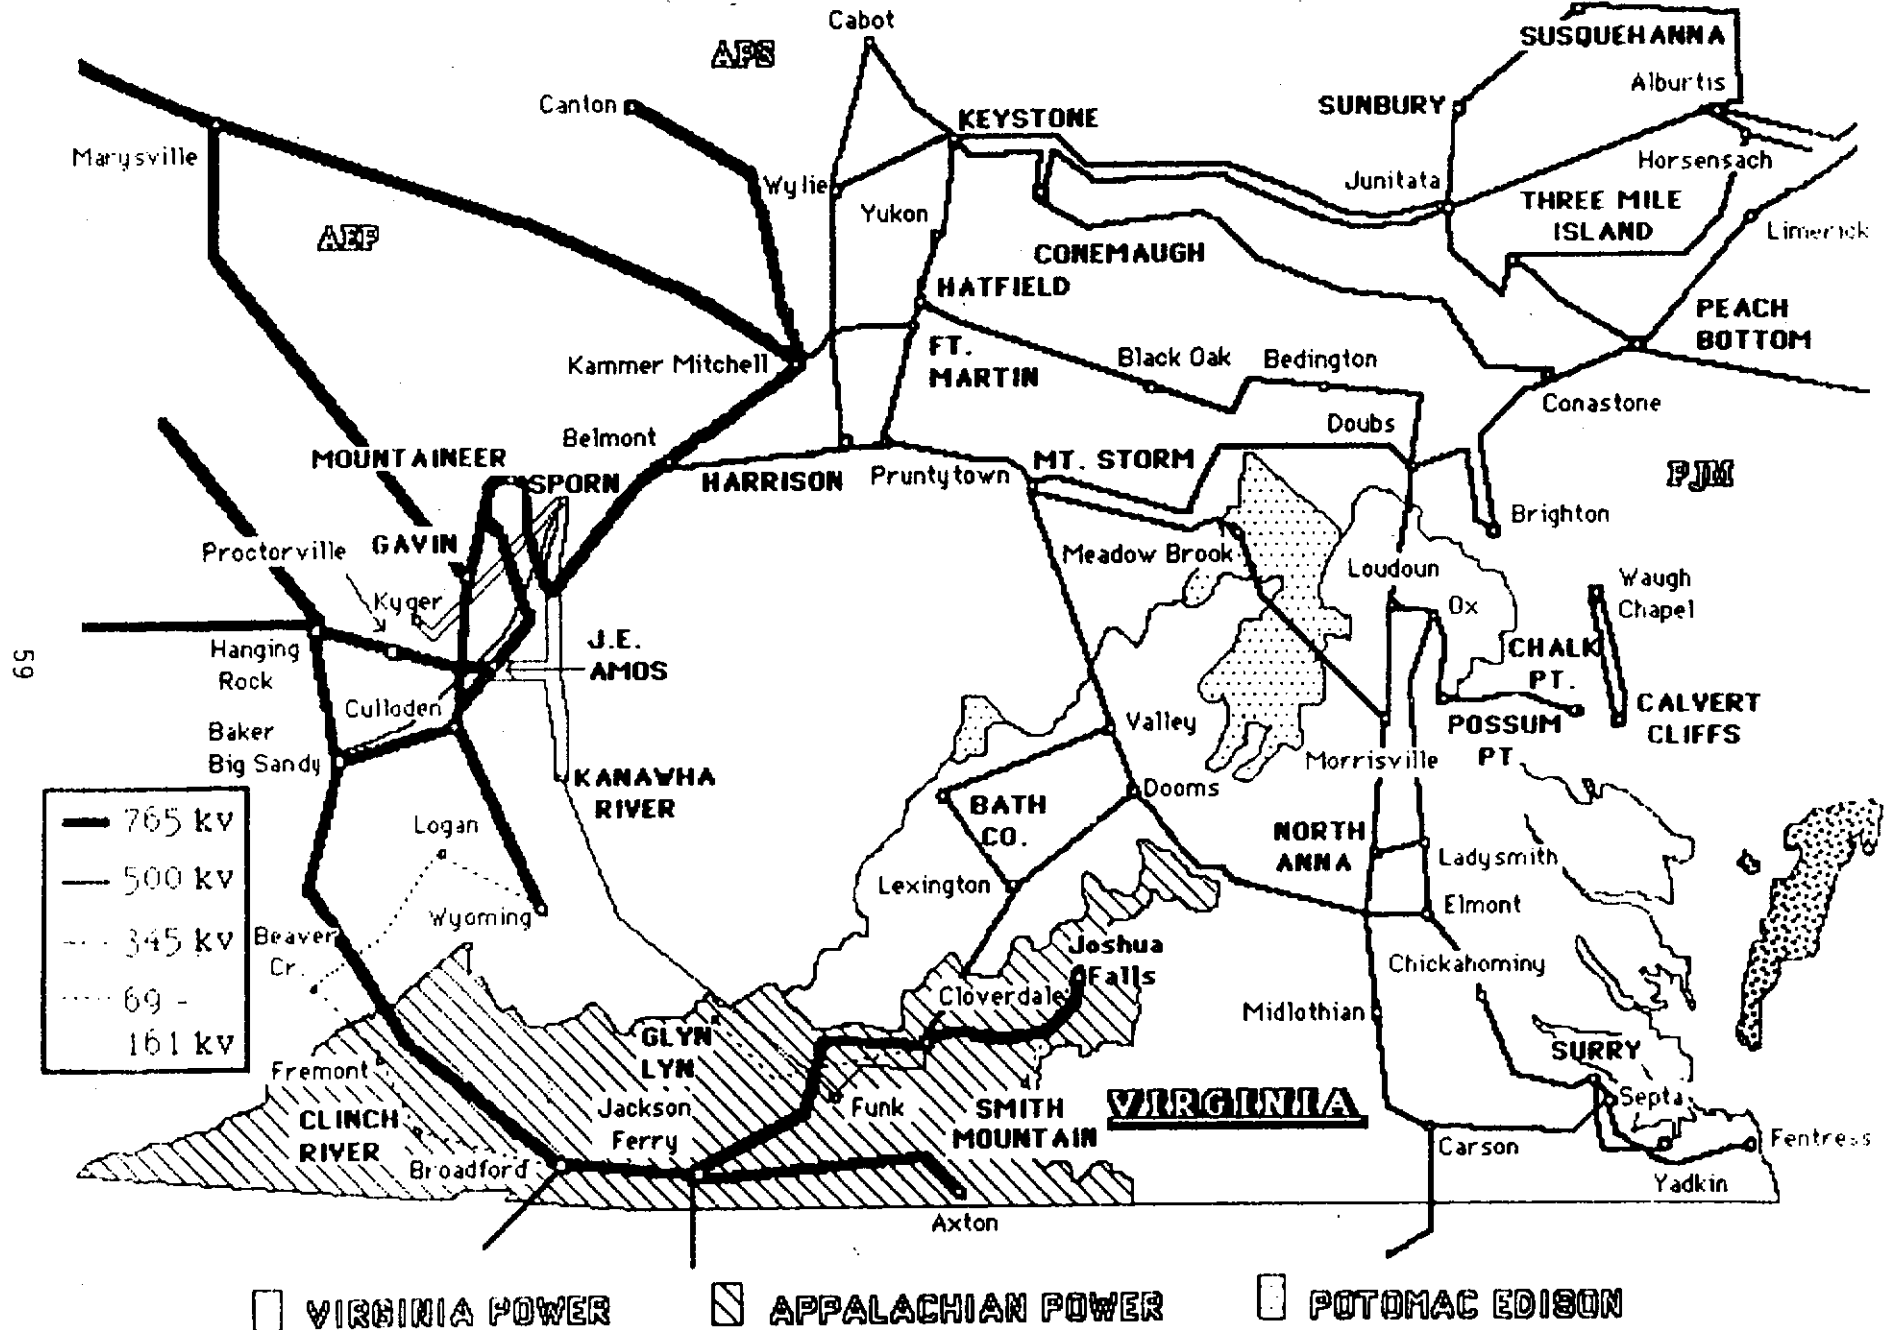 Cabot
APS
SUSQUEHANNA
Canton
KEYSTONE
SUNBURY
Alburtis
Marysville
Wylie
Junitata
Horsensach
Yukon
THREE MILE
ISLAND
Limerick
AEP
CONEMAUGH
HATFIELD
PEACH
BOTTOM
Kammer Mitchell
FT.
MARTIN
Black Oak
Bedington
Conastone
Belmont
Doubs
MOUNTAINEER
SPORN
HARRISON
Pruntytown
MT. STORM
PJM
Brighton
Proctorville
GAVIN
Meadow Brook
Loudoun
Waugh
Chapel
Kyger
Ox
59
Hanging
Rock
J.E.
AMOS
CHALK
PT.
Culloden
CALVERT
CLIFFS
Baker
Big Sandy
Valley
POSSUM
PT.
Morrisville
KANAWHA
RIVER
Dooms
BATH
CO.
765 kv
Logan
NORTH
ANNA
Ladysmith
500 kv
Lexington
Wyoming
Elmont
345 kv
Beaver
Cr.
Joshua
Falls
Chickahominy
69 -
161 kv
Cloverdale
Midlothian
GLYN
LYN
SURRY
Fremont
Septa
CLINCH
RIVER
Jackson
Ferry
Funk
SMITH
MOUNTAIN
VIRGINIA
Carson
Fentress
Broadford
Yadkin
Axton
VIRGINIA POWER
APPALACHIAN POWER
POTOMAC EDISON